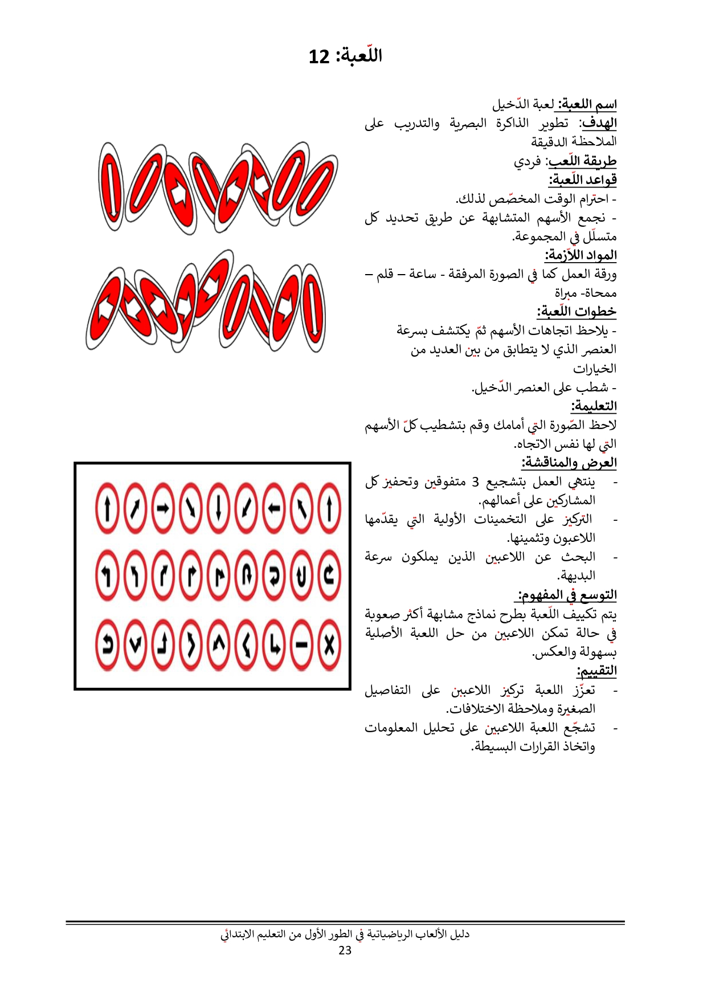 اللّعبة: 12
اسم اللعبة: لعبة الدّخيل
الهدف: تطوير الذاكرة البصرية والتدريب على
الملاحظة الدقيقة
طريقة اللّعب: فردي
قواعد اللّعبة:
- احترام الوقت المخصّص لذلك.
- نجمع الأسهم المتشابهة عن طريق تحديد كل
متسلّل في المجموعة.
المواد اللاّزمة:
ورقة العمل كما في الصورة المرفقة - ساعة – قلم –
ممحاة- مبراة
خطوات اللّعبة:
- يلاحظ اتجاهات الأسهم ثمّ يكتشف بسرعة
العنصر الذي لا يتطابق من بين العديد من
الخيارات
- شطب على العنصر الدّخيل.
التعليمة:
لاحظ الصّورة التي أمامك وقم بتشطيب كلّ الأسهم
التي لها نفس الاتجاه.
العرض والمناقشة:
- ينتهي العمل بتشجيع 3 متفوقين وتحفيز كل
المشاركين على أعمالهم.
- التركيز على التخمينات الأولية التي يقدّمها
اللاعبون وتثمينها.
- البحث عن اللاعبين الذين يملكون سرعة
البديهة.
التوسع في المفهوم:
يتم تكييف اللّعبة بطرح نماذج مشابهة أكثر صعوبة
في حالة تمكن اللاعبين من حل اللعبة الأصلية
بسهولة والعكس.
التقييم:
- تعزّز اللعبة تركيز اللاعبين على التفاصيل
الصغيرة وملاحظة الاختلافات.
- تشجّع اللعبة اللاعبين على تحليل المعلومات
واتخاذ القرارات البسيطة.
دليل الألعاب الرياضياتية في الطور الأول من التعليم الابتدائي
23